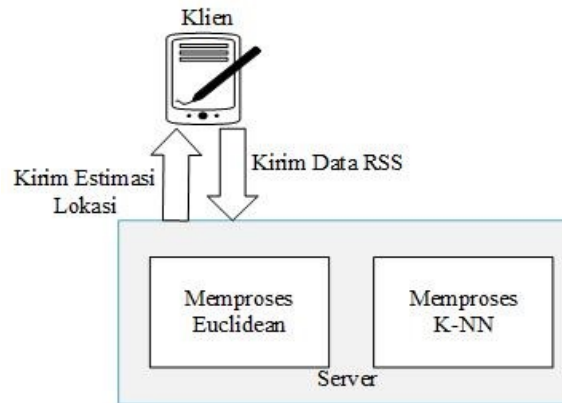 Klien
Kirim Estimasi
Lokasi
Kirim Data RSS
Memproses
Euclidean
Memproses
K-NN
Server